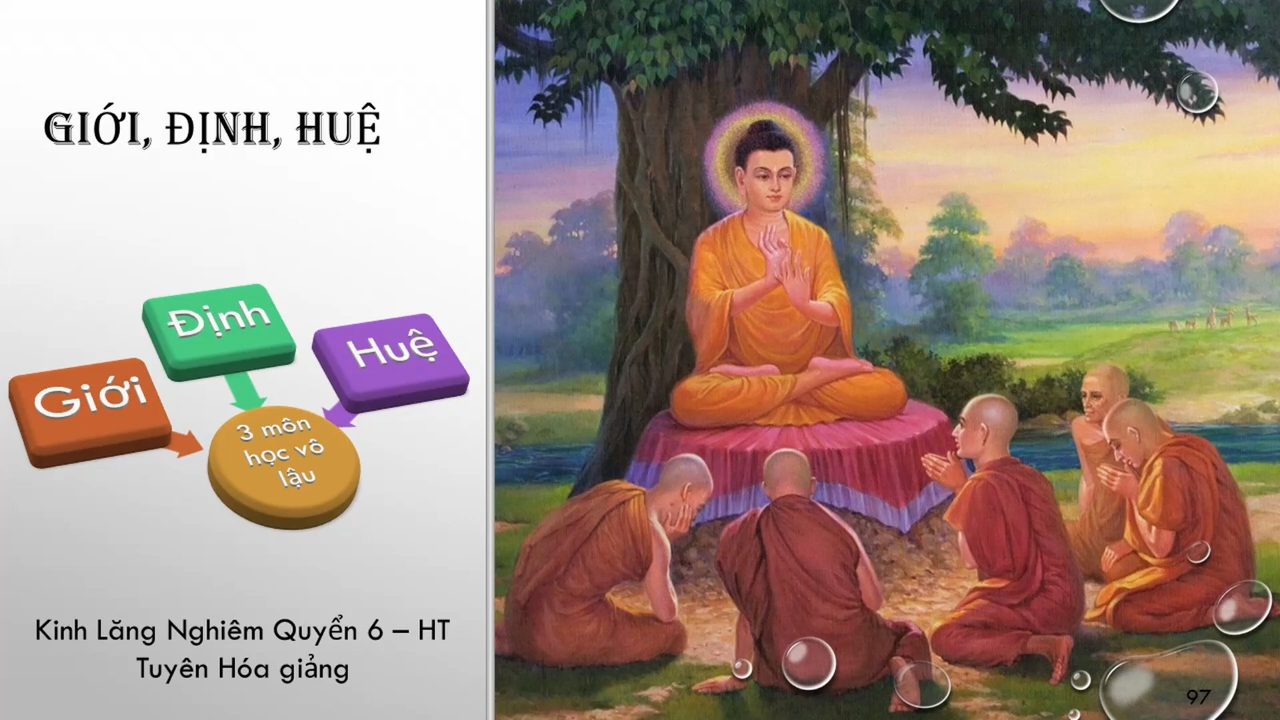 GIỚI, ĐỊNH, HUỆ
Giới
Định
Huệ
3 môn
học vô
lậu
Kinh Lăng Nghiêm Quyển 6 – HT
Tuyên Hóa giảng
97